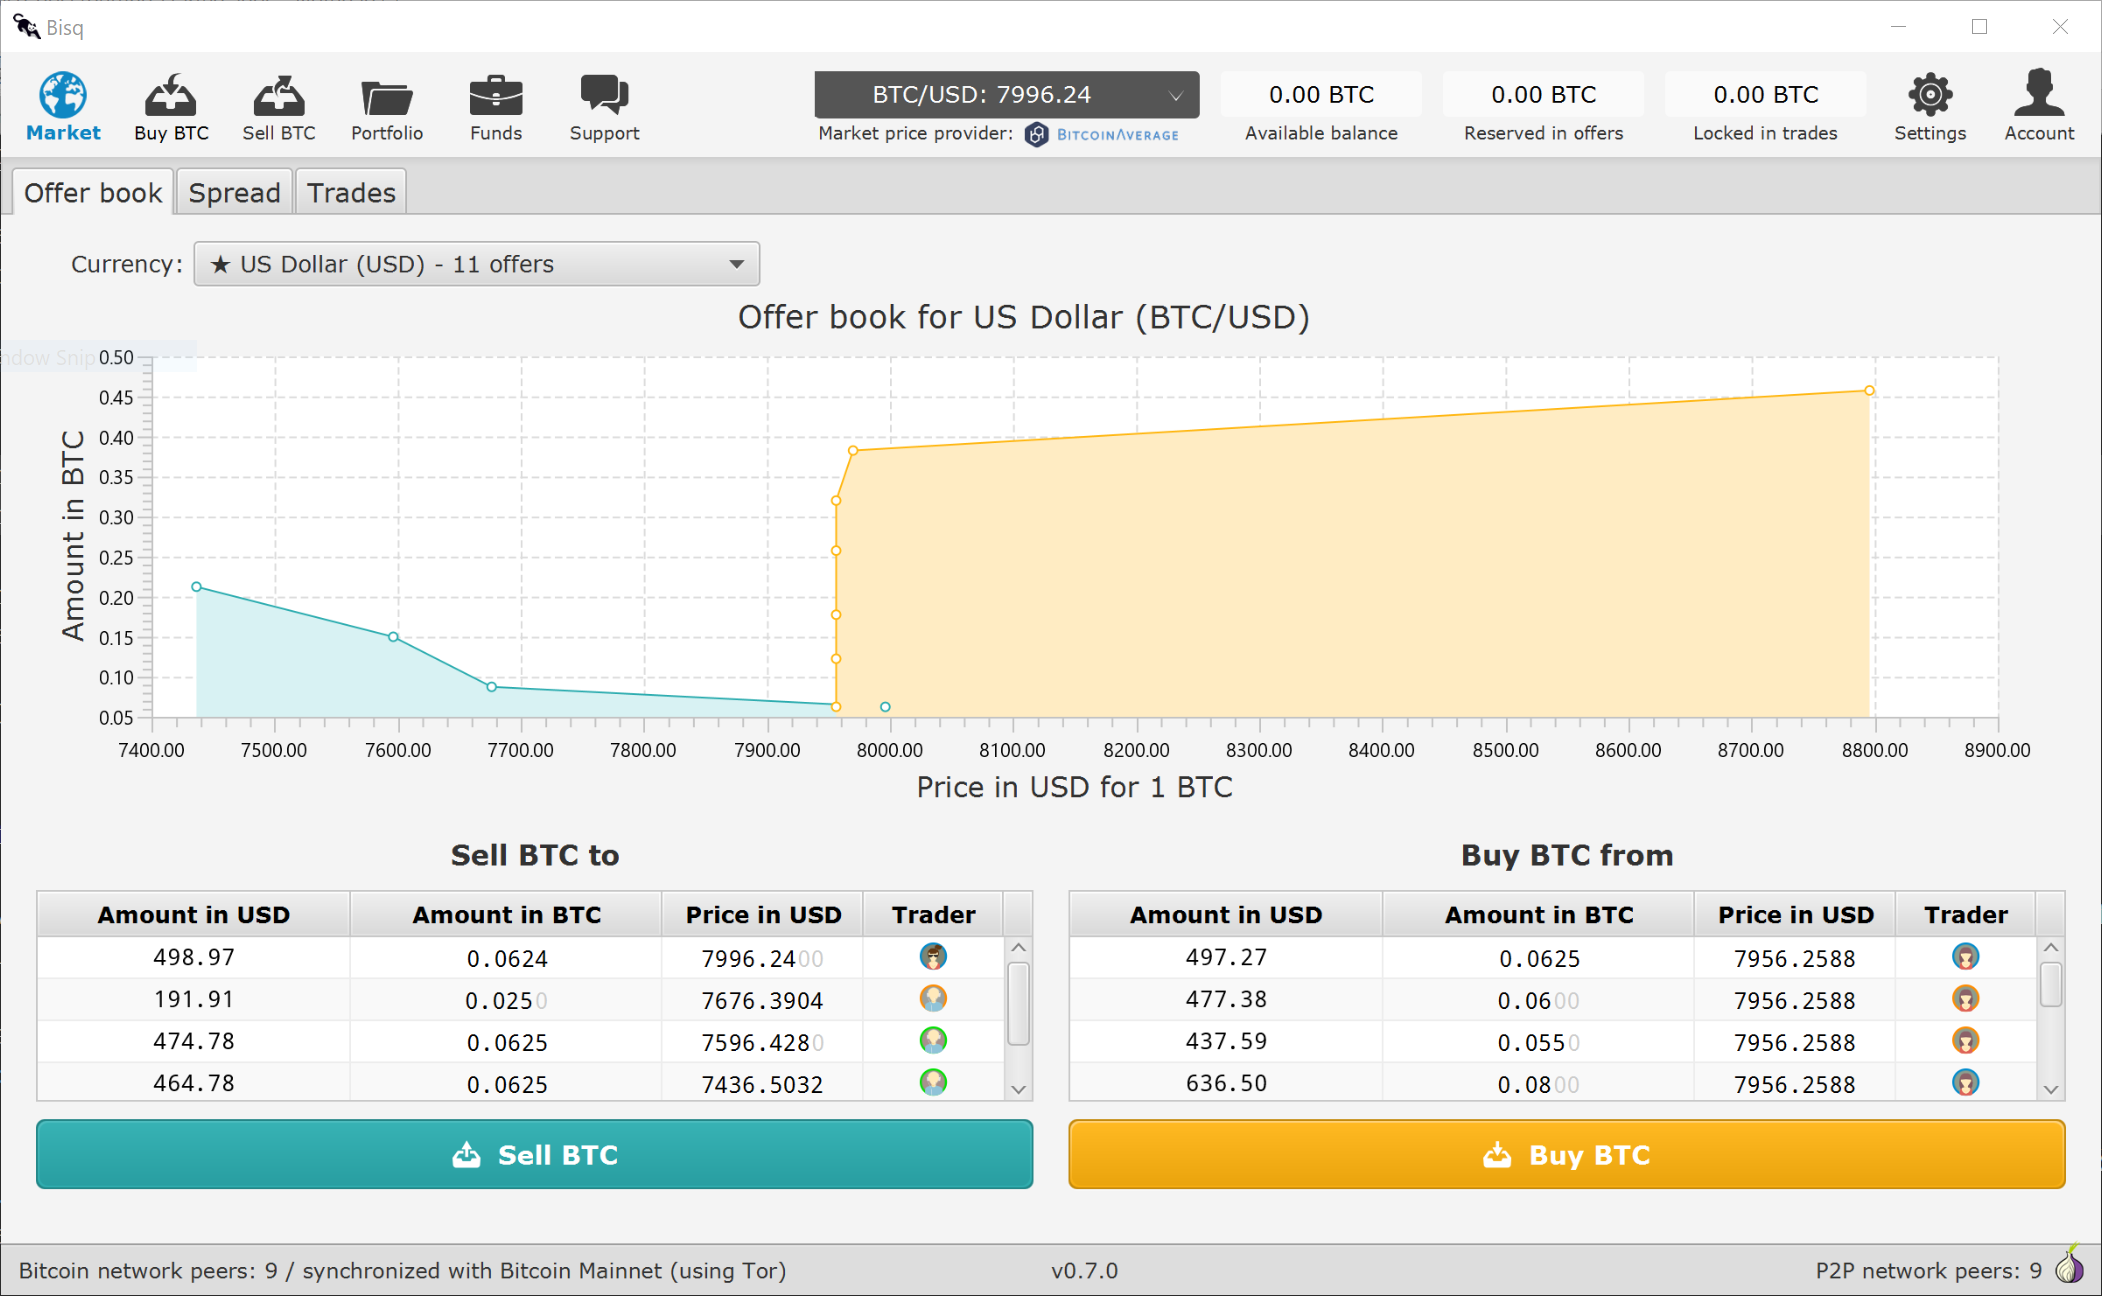 Bisq
Market Buy BTC Sell BTC Portfolio Funds Support
BTC/USD: 7996.24
Market price provider: BITCOINAVERAGE
0.00 BTC
Available balance
0.00 BTC
Reserved in offers
0.00 BTC
Locked in trades
Settings Account
Offer book Spread Trades
Currency: ★ US Dollar (USD) - 11 offers
Offer book for US Dollar (BTC/USD)
ndow Snip
Amount in BTC
0.50
0.45
0.40
0.35
0.30
0.25
0.20
0.15
0.10
0.05
7400.00 7500.00 7600.00 7700.00 7800.00 7900.00 8000.00 8100.00 8200.00 8300.00 8400.00 8500.00 8600.00 8700.00 8800.00 8900.00
Price in USD for 1 BTC
Sell BTC to
Amount in USD Amount in BTC Price in USD Trader
498.97 0.0624 7996.2400
191.91 0.0250 7676.3904
474.78 0.0625 7596.4280
464.78 0.0625 7436.5032
Sell BTC
Buy BTC from
Amount in USD Amount in BTC Price in USD Trader
497.27 0.0625 7956.2588
477.38 0.0600 7956.2588
437.59 0.0550 7956.2588
636.50 0.0800 7956.2588
Buy BTC
Bitcoin network peers: 9 / synchronized with Bitcoin Mainnet (using Tor)
v0.7.0
P2P network peers: 9